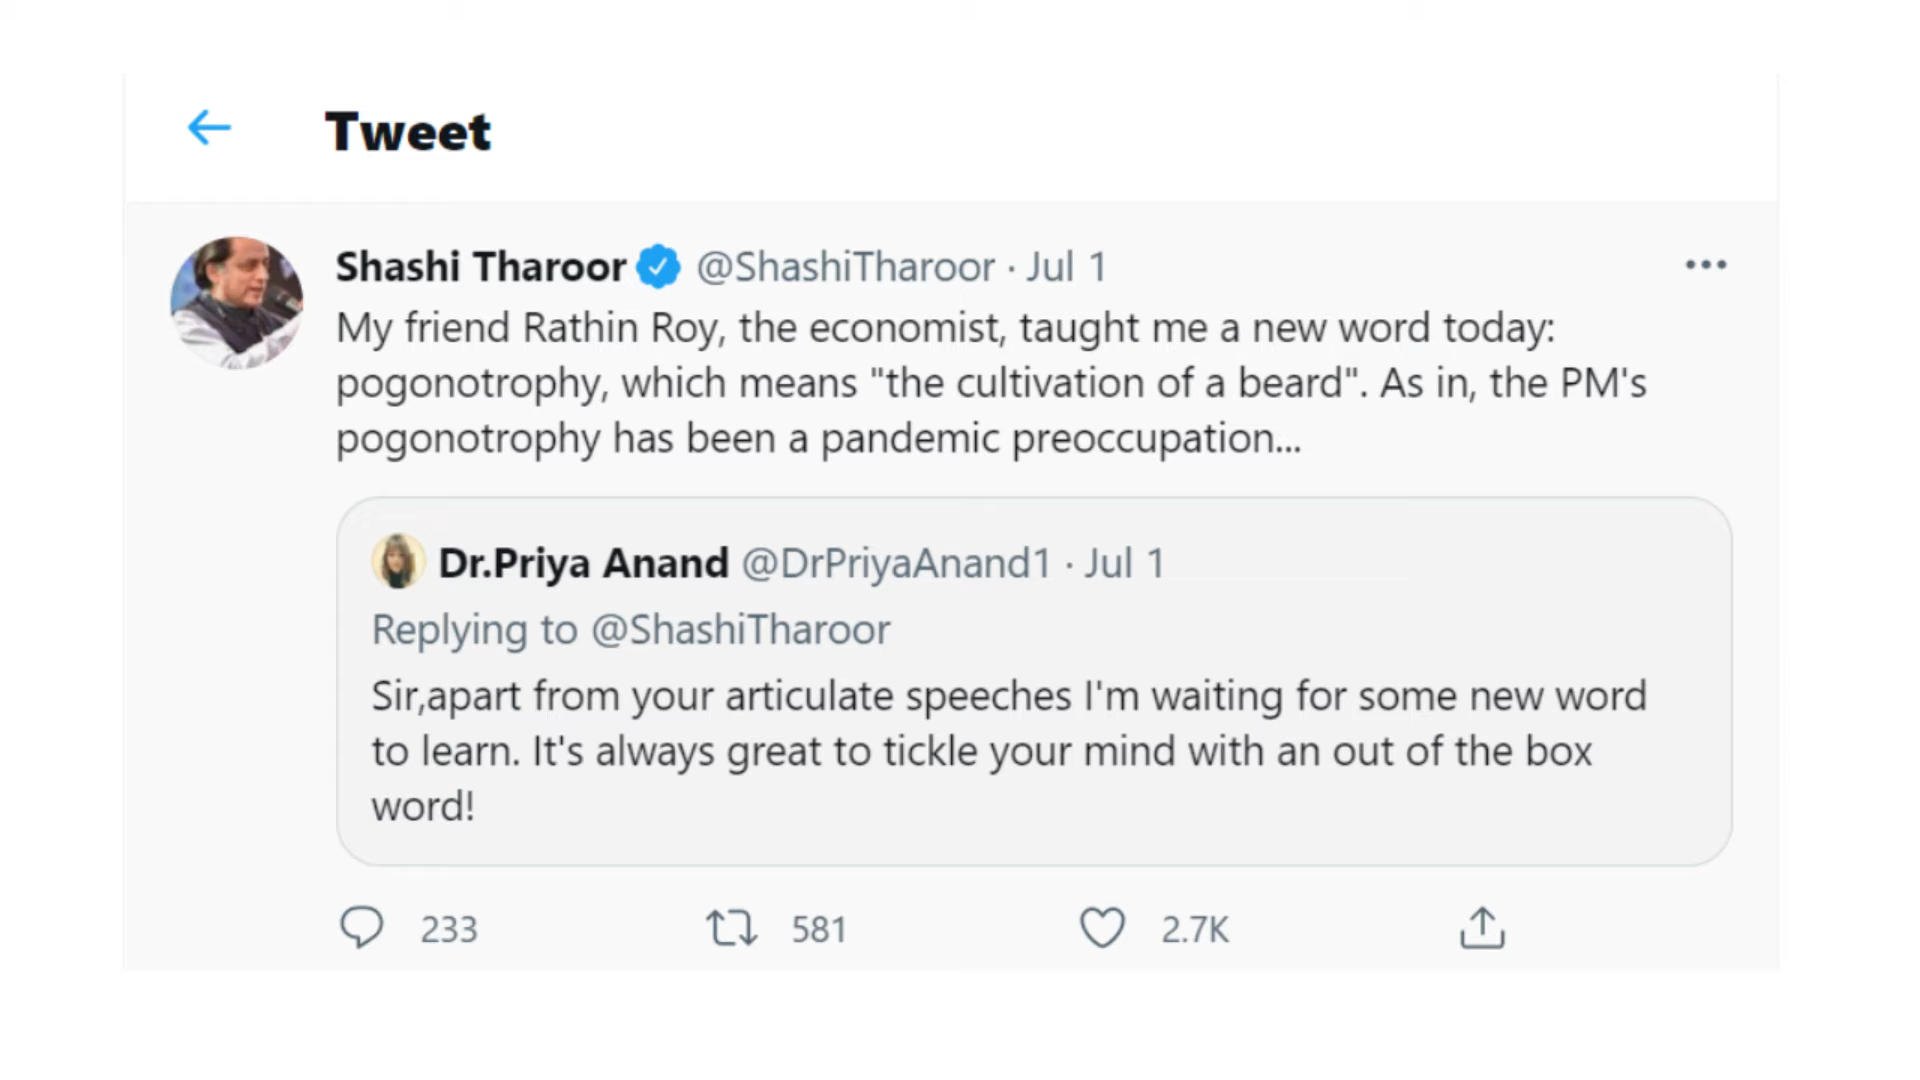 Tweet
Shashi Tharoor @ShashiTharoor · Jul 1
My friend Rathin Roy, the economist, taught me a new word today:
pogonotrophy, which means "the cultivation of a beard". As in, the PM's
pogonotrophy has been a pandemic preoccupation...
Dr.Priya Anand @DrPriyaAnand1 · Jul 1
Replying to @ShashiTharoor
Sir,apart from your articulate speeches I'm waiting for some new word
to learn. It's always great to tickle your mind with an out of the box
word!
233 581 2.7K